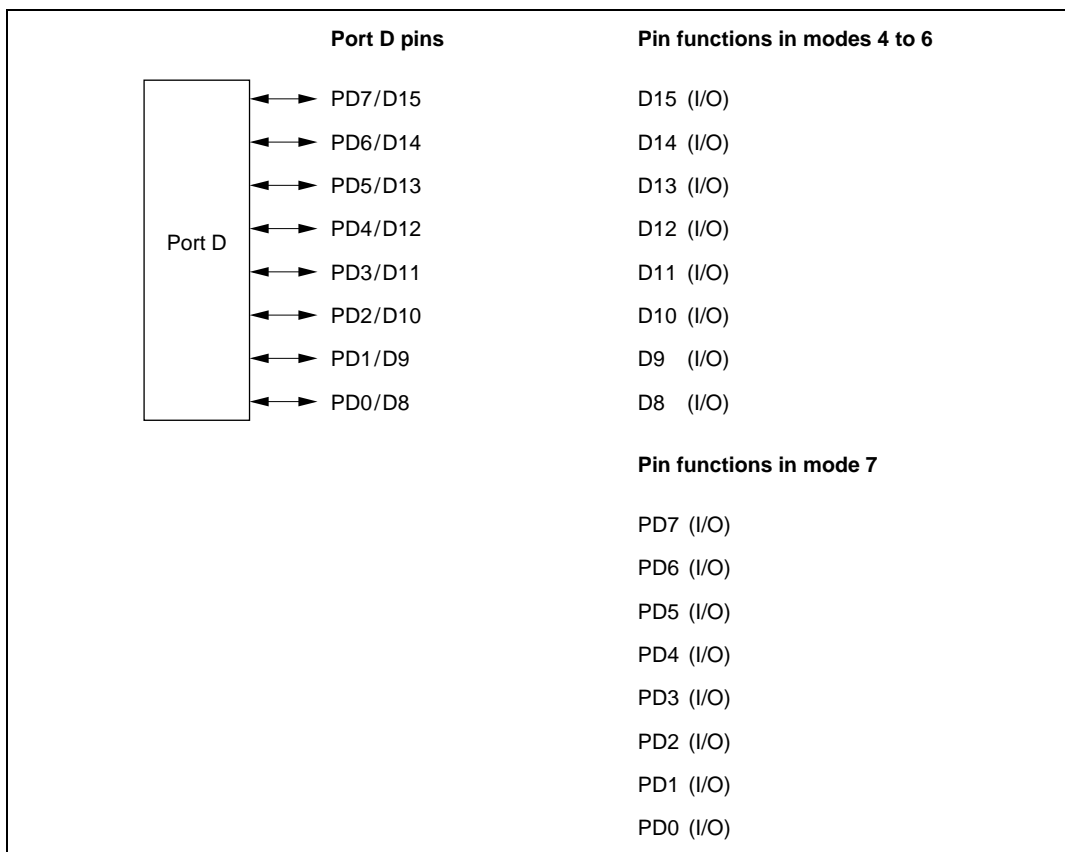 Port D pins Pin functions in modes 4 to 6
PD7/D15 D15 (I/O)
PD6/D14 D14 (I/O)
PD5/D13 D13 (I/O)
PD4/D12 D12 (I/O)
Port D
PD3/D11 D11 (I/O)
PD2/D10 D10 (I/O)
PD1/D9 D9 (I/O)
PD0/D8 D8 (I/O)
Pin functions in mode 7
PD7 (I/O)
PD6 (I/O)
PD5 (I/O)
PD4 (I/O)
PD3 (I/O)
PD2 (I/O)
PD1 (I/O)
PD0 (I/O)